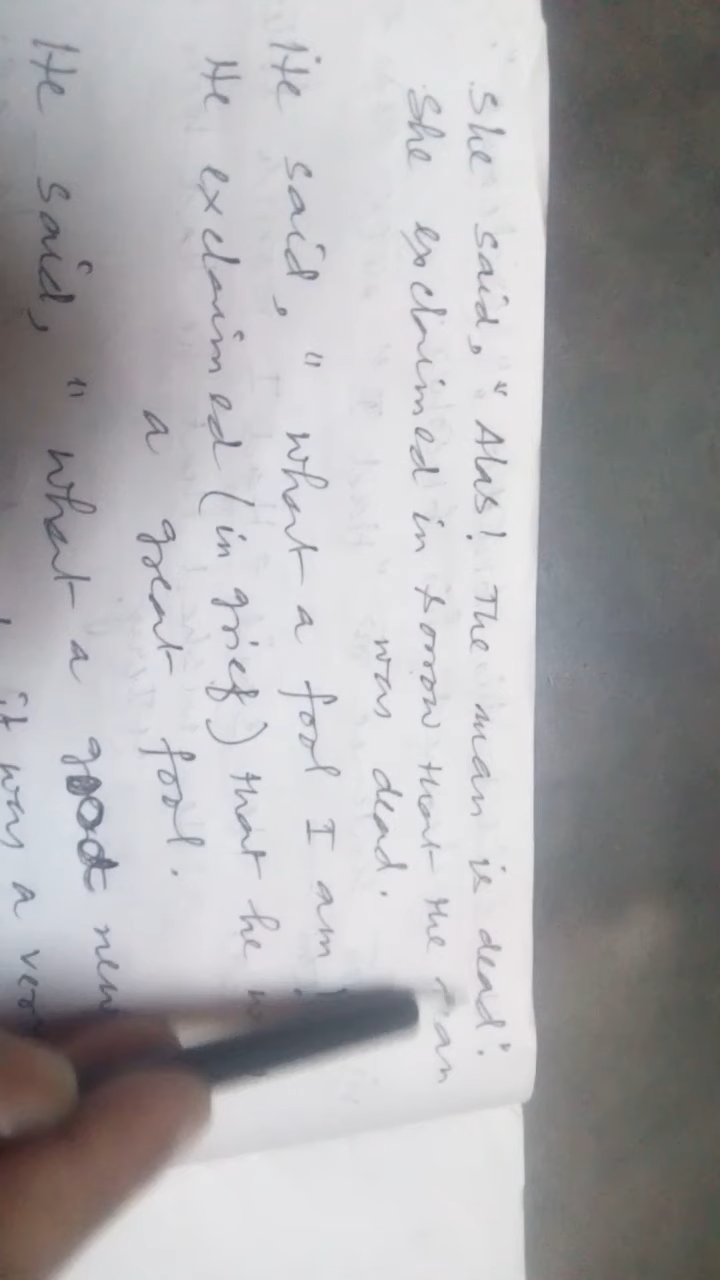 She said, "Alas! The man is dead".
She exclaimed in sorrow that the man
was dead.
He said, " what a fool I am!
He exclaimed (in grief) that he
a great fool.
He said, " what a good
it was a